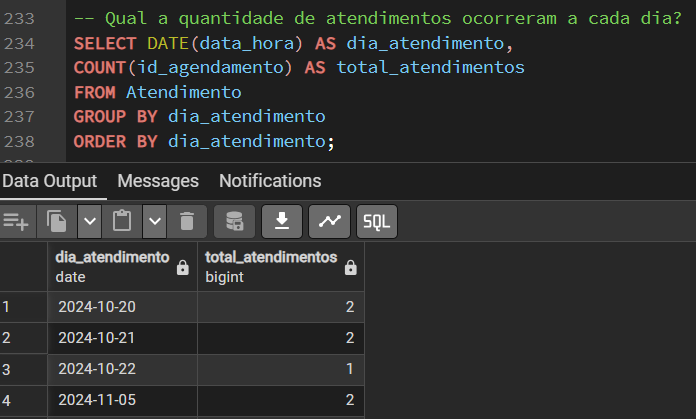 233 -- Qual a quantidade de atendimentos ocorreram a cada dia?
234 SELECT DATE(data_hora) AS dia_atendimento,
235 COUNT(id_agendamento) AS total_atendimentos
236 FROM Atendimento
237 GROUP BY dia_atendimento
238 ORDER BY dia_atendimento;
Data Output Messages Notifications
SQL
dia_atendimento total_atendimentos
date bigint
1 2024-10-20 2
2 2024-10-21 2
3 2024-10-22 1
4 2024-11-05 2